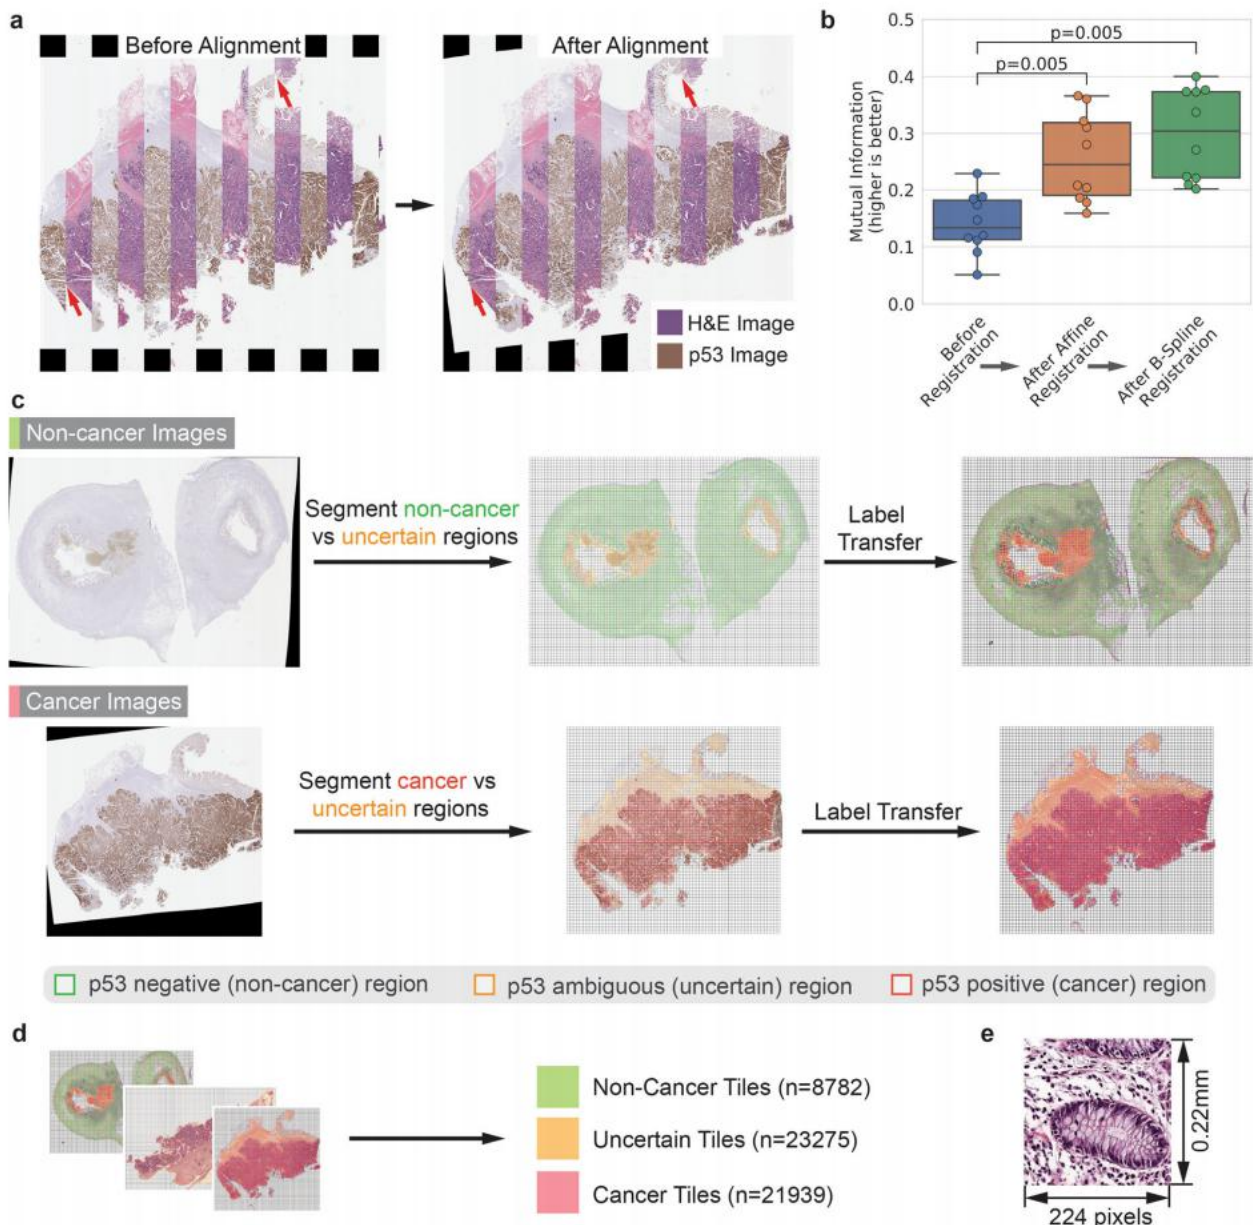 a
Before Alignment
After Alignment
H&E Image
p53 Image
b
Mutual Information
(higher is better)
0.5
0.4
0.3
0.2
0.1
0.0
p=0.005
p=0.005
Before
Registration
After Affine
Registration
After B-Spline
Registration
c
Non-cancer Images
Segment non-cancer
vs uncertain regions
Label
Transfer
Cancer Images
Segment cancer vs
uncertain regions
Label Transfer
p53 negative (non-cancer) region
p53 ambiguous (uncertain) region
p53 positive (cancer) region
d
Non-Cancer Tiles (n=8782)
Uncertain Tiles (n=23275)
Cancer Tiles (n=21939)
e
0.22mm
224 pixels